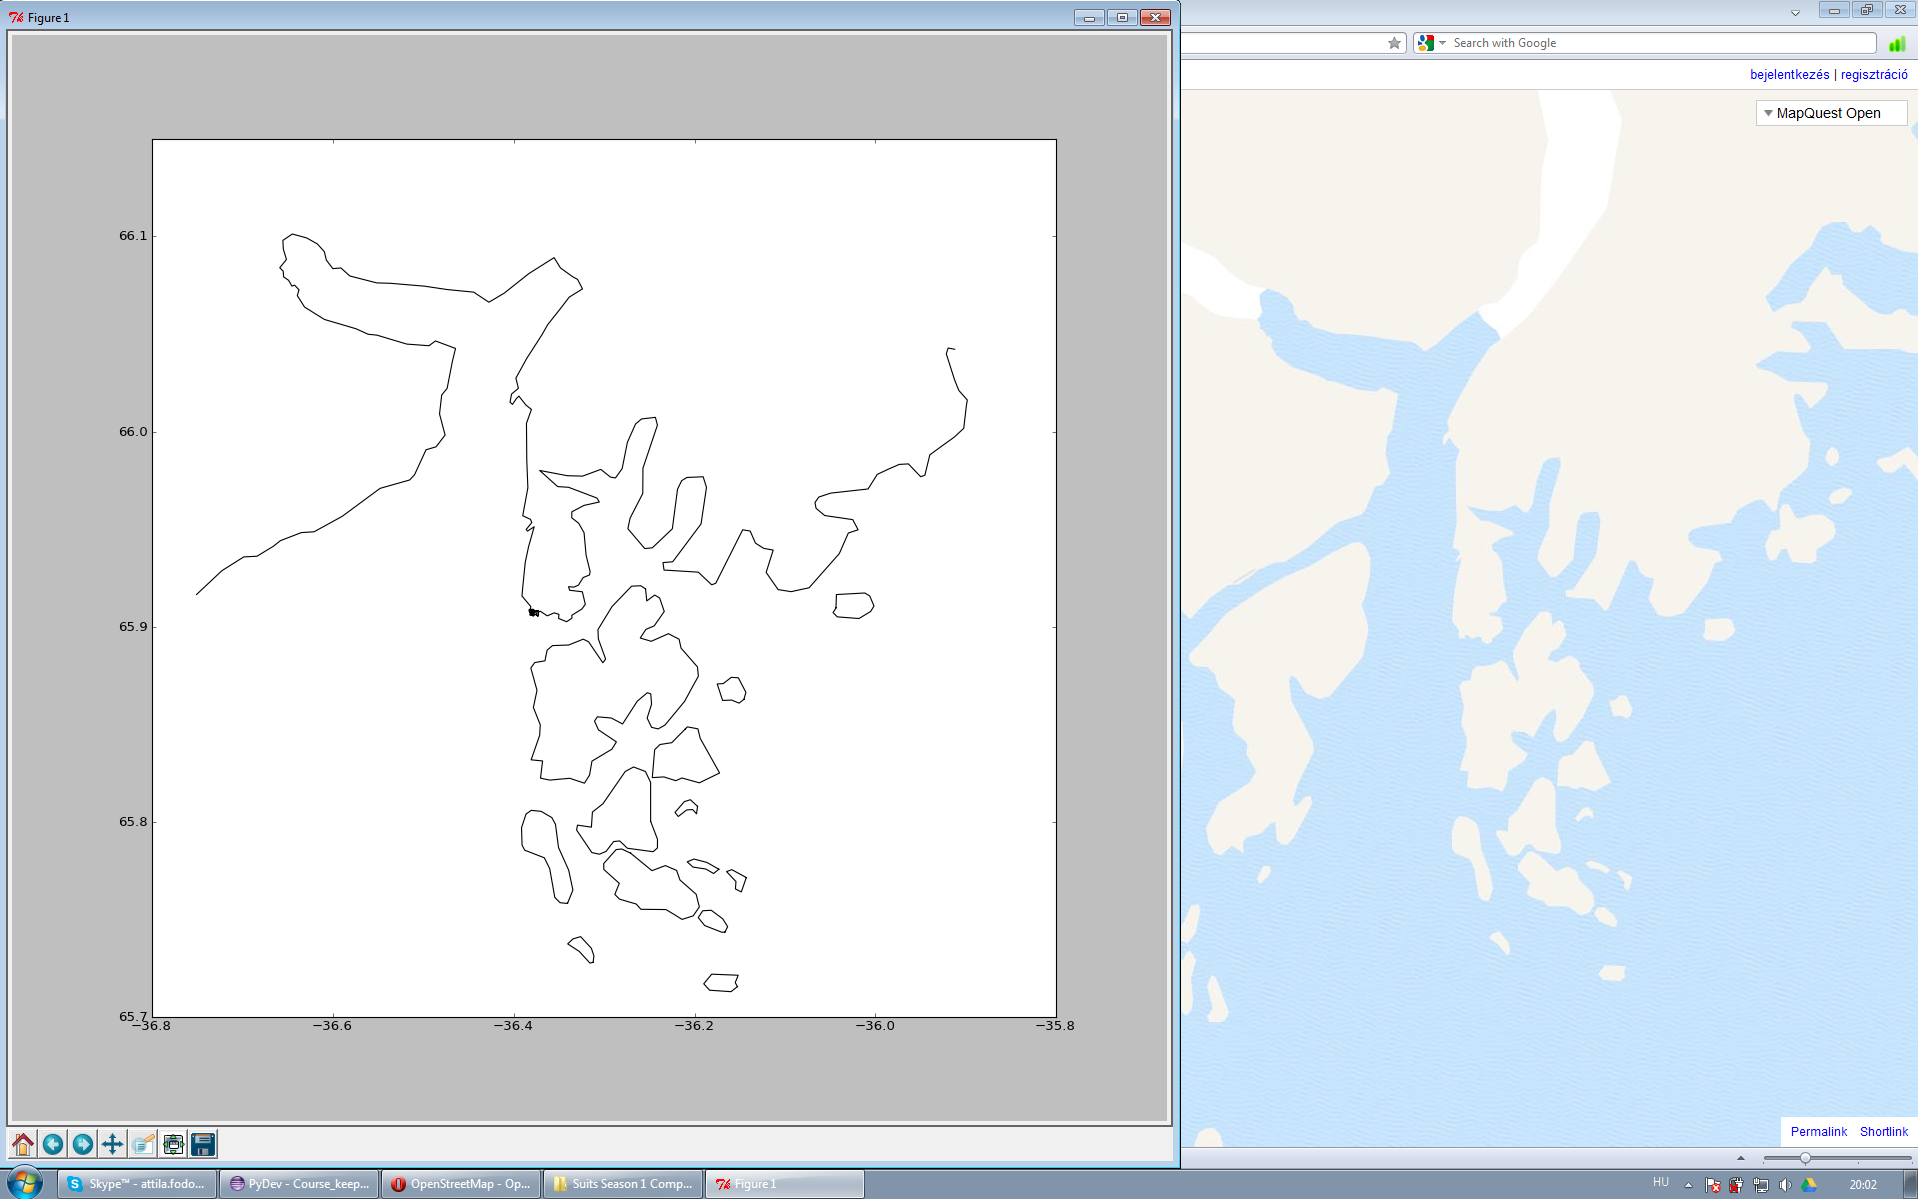 Figure 1
Search with Google
bejelentkezés | regisztráció
MapQuest Open
66.1
66.0
65.9
65.8
65.7
−36.8
−36.6
−36.4
−36.2
−36.0
−35.8
Permalink Shortlink
Skype™ - attila.fodo...
PyDev - Course_keep...
OpenStreetMap - Op...
Suits Season 1 Comp...
Figure 1
HU
20:02